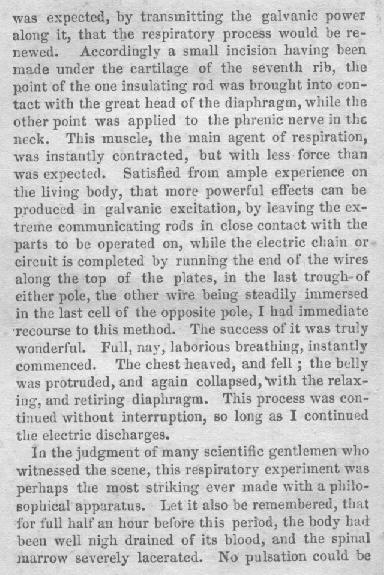 was expected, by transmitting the galvanic power
along it, that the respiratory process would be re-
newed. Accordingly a small incision having been
made under the cartilage of the seventh rib, the
point of the one insulating rod was brought into con-
tact with the great head of the diaphragm, while the
other point was applied to the phrenic nerve in the
neck. This muscle, the main agent of respiration,
was instantly contracted, but with less force than
was expected. Satisfied from ample experience on
the living body, that more powerful effects can be
produced in galvanic excitation, by leaving the ex-
treme communicating rods in close contact with the
parts to be operated on, while the electric chain or
circuit is completed by running the end of the wires
along the top of the plates, in the last trough of
either pole, the other wire being steadily immersed
in the last cell of the opposite pole, I had immediate
recourse to this method. The success of it was truly
wonderful. Full, nay, laborious breathing, instantly
commenced. The chest heaved, and fell; the belly
was protruded, and again collapsed, with the relax-
ing, and retiring diaphragm. This process was con-
tinued without interruption, so long as I continued
the electric discharges.
In the judgment of many scientific gentlemen who
witnessed the scene, this respiratory experiment was
perhaps the most striking ever made with a philo-
sophical apparatus. Let it also be remembered, that
for full half an hour before this period, the body had
been well nigh drained of its blood, and the spinal
marrow severely lacerated. No pulsation could be